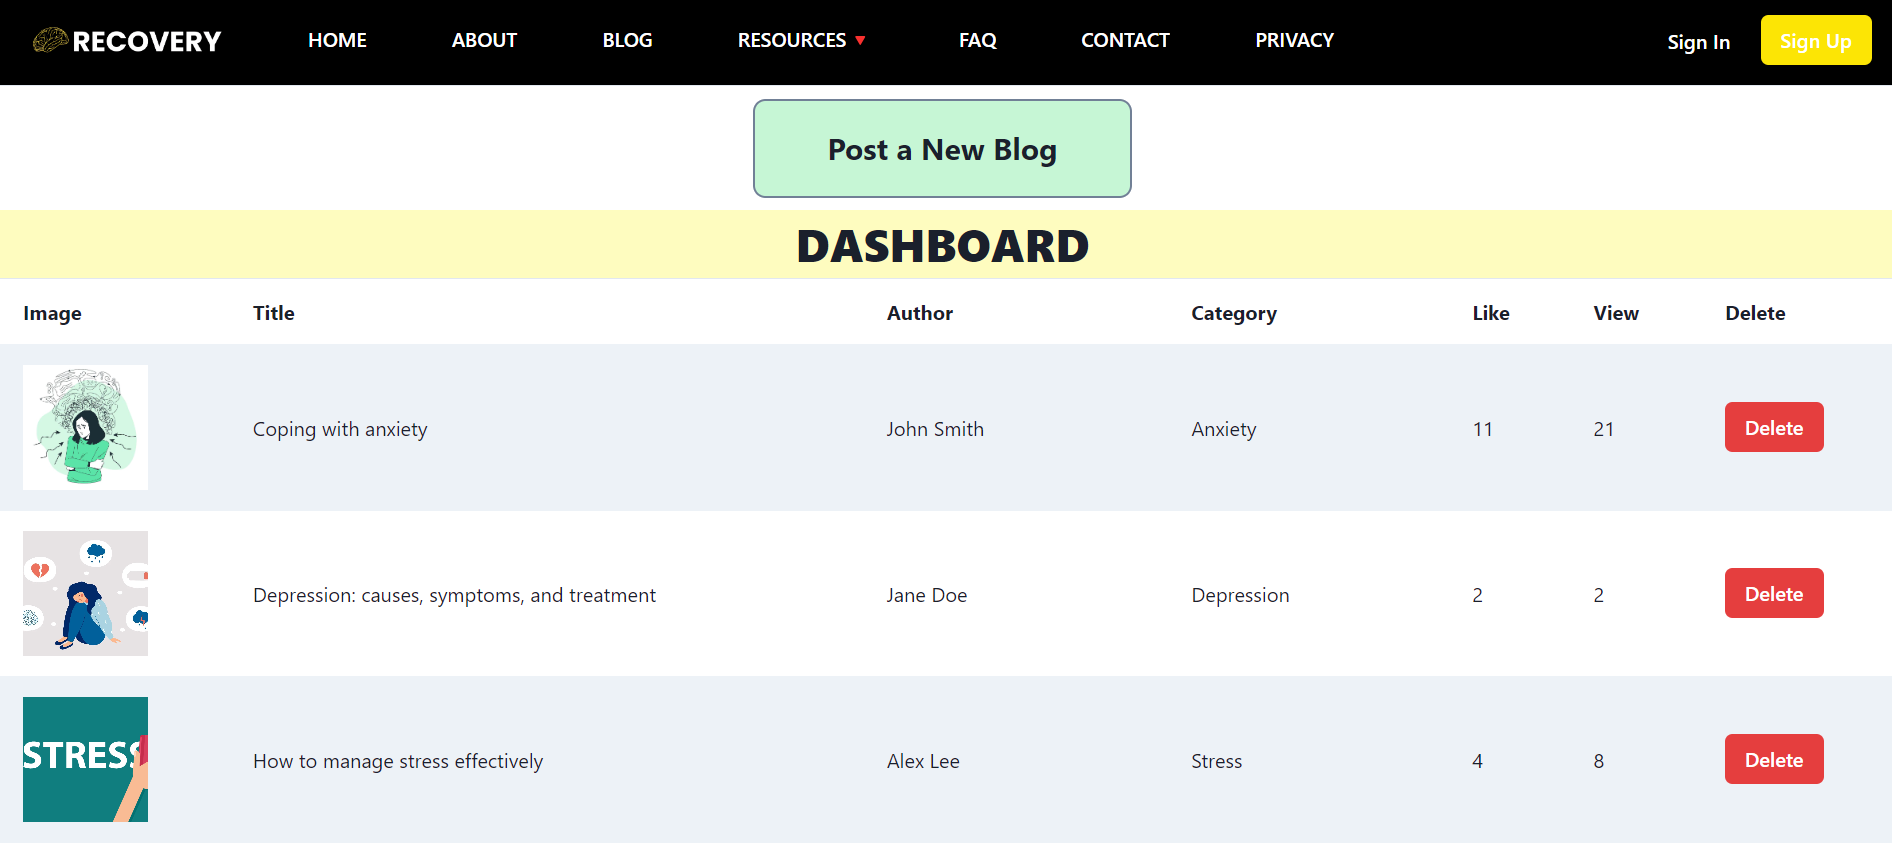 RECOVERY HOME ABOUT BLOG RESOURCES ▼ FAQ CONTACT PRIVACY Sign In Sign Up
Post a New Blog
DASHBOARD
Image Title Author Category Like View Delete
Coping with anxiety John Smith Anxiety 11 21 Delete
Depression: causes, symptoms, and treatment Jane Doe Depression 2 2 Delete
STRESS How to manage stress effectively Alex Lee Stress 4 8 Delete